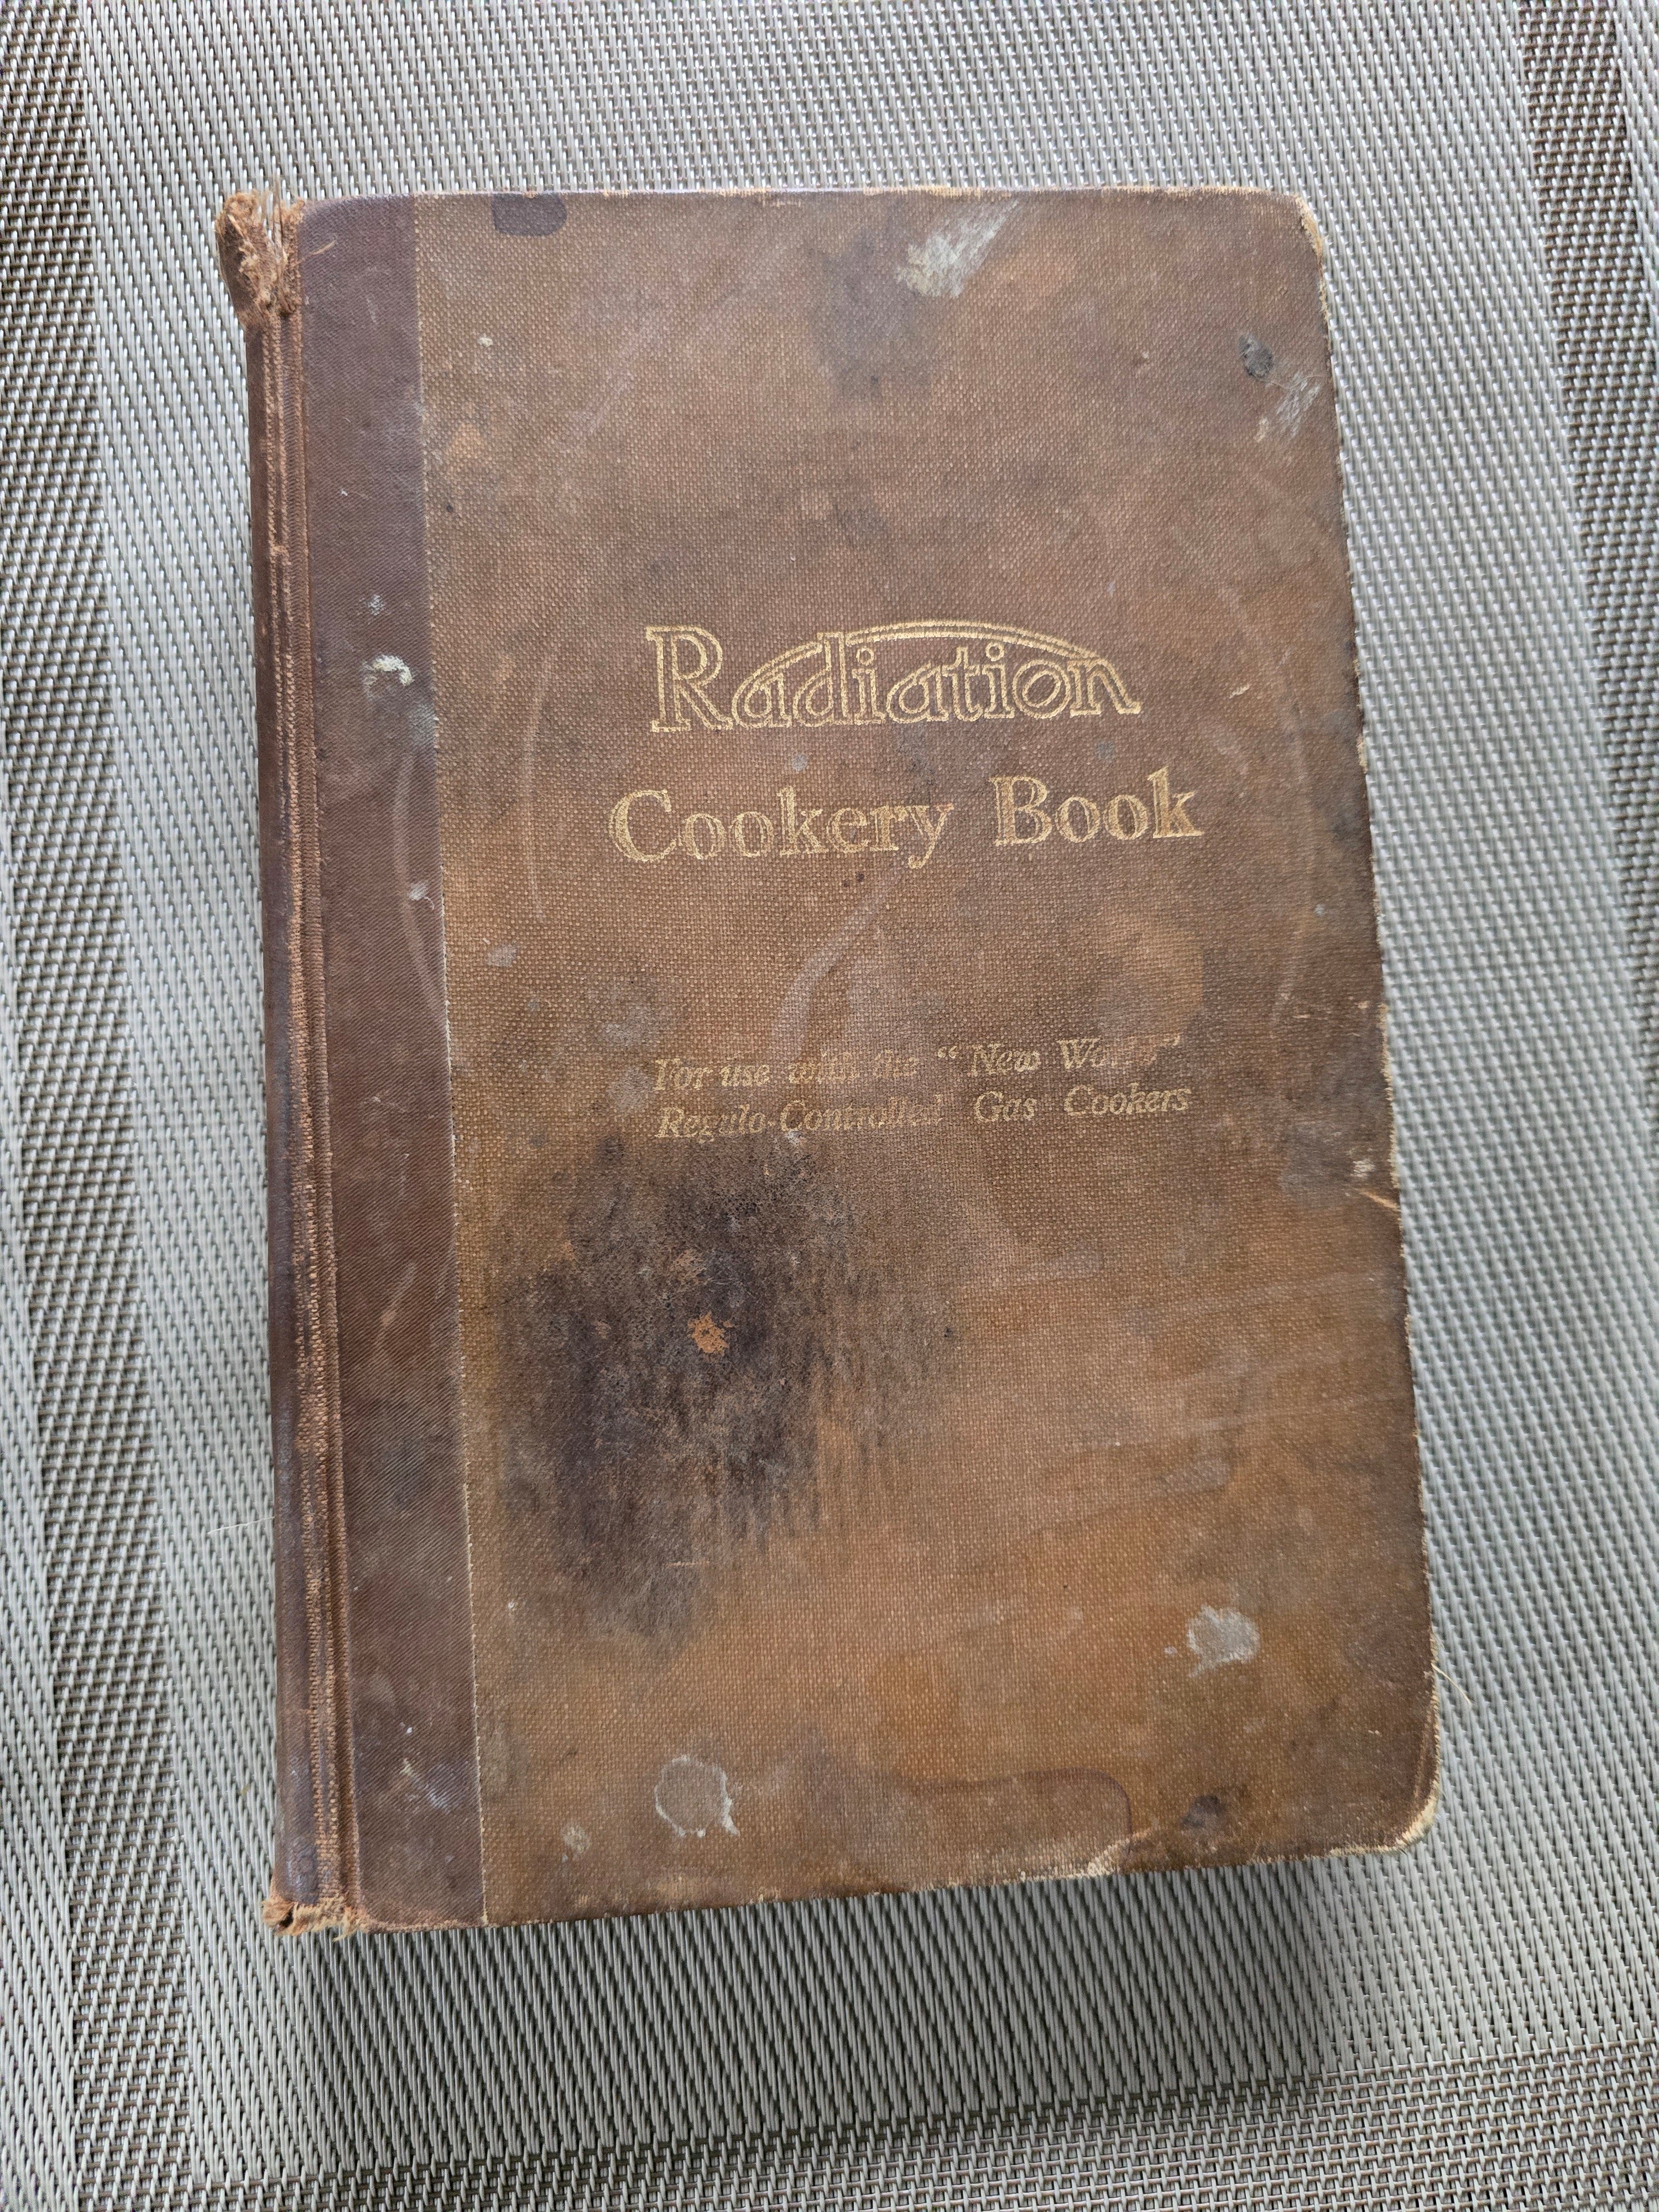 Radiation
Cookery Book
For use with the "New World"
Regulo-Controlled Gas Cookers